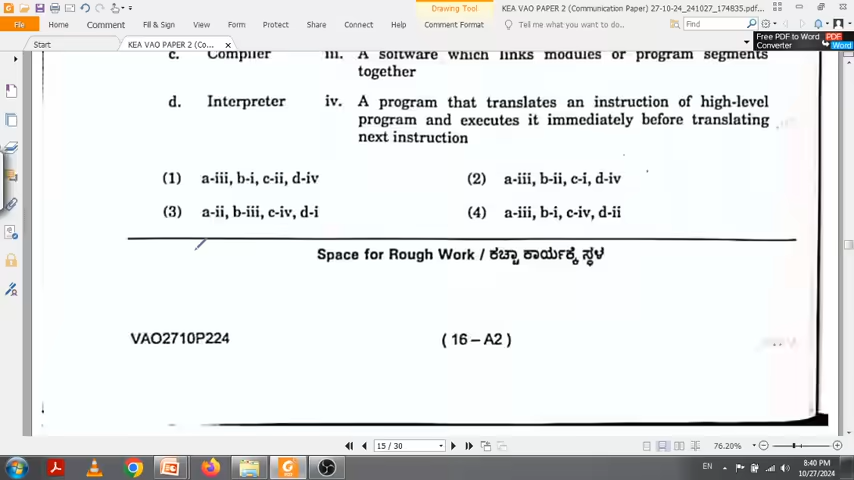 Drawing Tool
KEA VAO PAPER 2 (Communication Paper) 27-10-24_241027_174835.pdf...
File
Home
Comment
Fill & Sign
View
Form
Protect
Share
Connect
Help
Comment Format
Tell me what you want to do...
Find
Start
KEA VAO PAPER 2 (Co...
Free PDF to Word
Converter
PDF
Word
c. Compiler iii. A software which links modules or program segments
together
d. Interpreter iv. A program that translates an instruction of high-level
program and executes it immediately before translating
next instruction
(1) a-iii, b-i, c-ii, d-iv (2) a-iii, b-ii, c-i, d-iv
(3) a-ii, b-iii, c-iv, d-i (4) a-iii, b-i, c-iv, d-ii
Space for Rough Work / ಕಚ್ಚಾ ಕಾರ್ಯಕ್ಕೆ ಸ್ಥಳ
VAO2710P224 ( 16 – A2 )
15 / 30
76.20%
EN
8:40 PM
10/27/2024